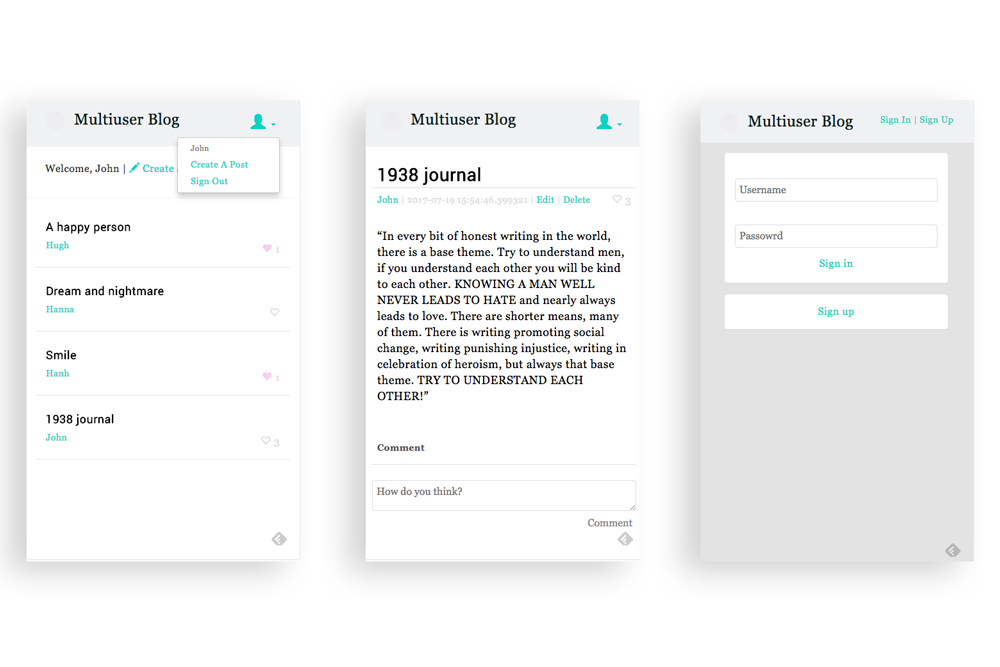 Multiuser Blog
John
Create A Post
Sign Out
Welcome, John | Create
A happy person
Hugh
1
Dream and nightmare
Hanna
Smile
Hanh
1
1938 journal
John
3
Multiuser Blog
1938 journal
John | 2017-07-19 15:54:46.399321 | Edit | Delete
3
“In every bit of honest writing in the world,
there is a base theme. Try to understand men,
if you understand each other you will be kind
to each other. KNOWING A MAN WELL
NEVER LEADS TO HATE and nearly always
leads to love. There are shorter means, many
of them. There is writing promoting social
change, writing punishing injustice, writing in
celebration of heroism, but always that base
theme. TRY TO UNDERSTAND EACH
OTHER!”
Comment
How do you think?
Comment
Multiuser Blog
Sign In | Sign Up
Username
Passowrd
Sign in
Sign up